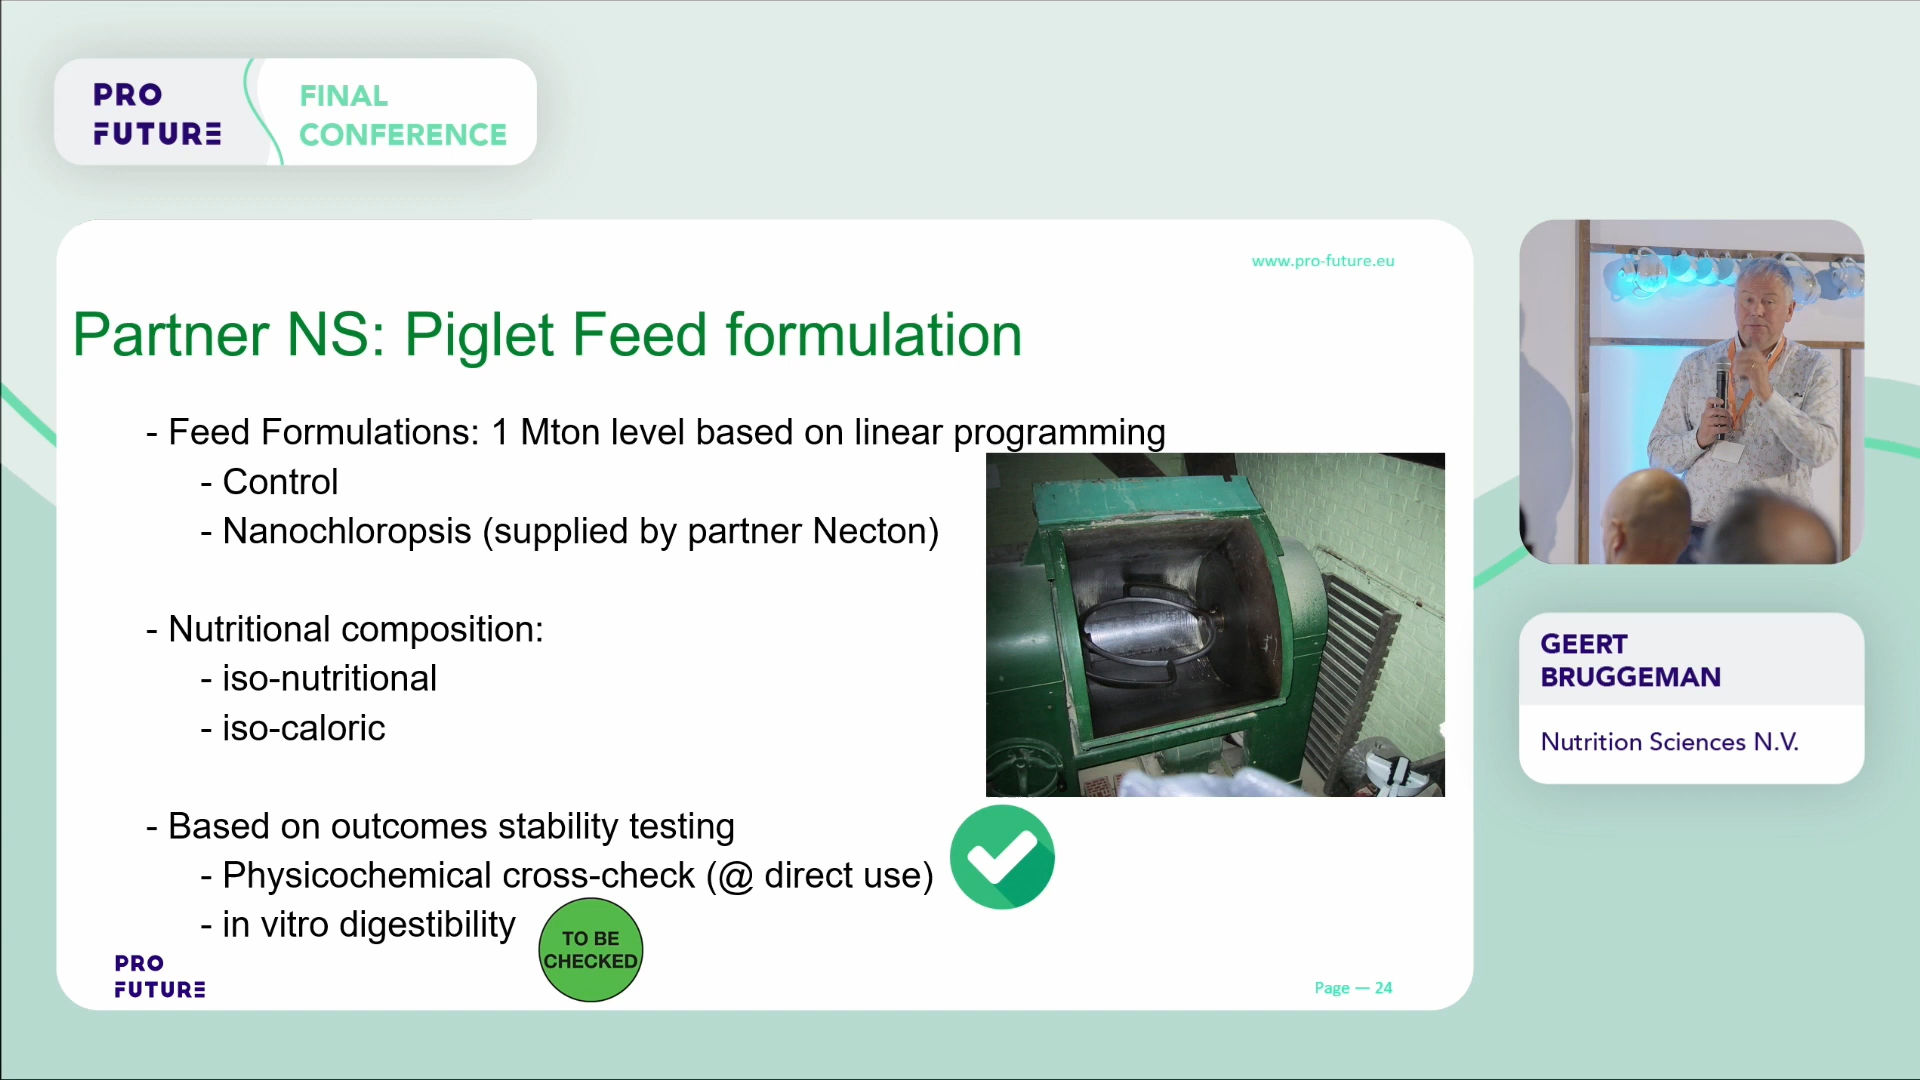 PRO
FUTURE
FINAL
CONFERENCE
www.pro-future.eu
Partner NS: Piglet Feed formulation
- Feed Formulations: 1 Mton level based on linear programming
- Control
- Nanochloropsis (supplied by partner Necton)
- Nutritional composition:
- iso-nutritional
- iso-caloric
- Based on outcomes stability testing
- Physicochemical cross-check (@ direct use)
- in vitro digestibility
TO BE
CHECKED
PRO
FUTURE
Page — 24
GEERT
BRUGGEMAN
Nutrition Sciences N.V.